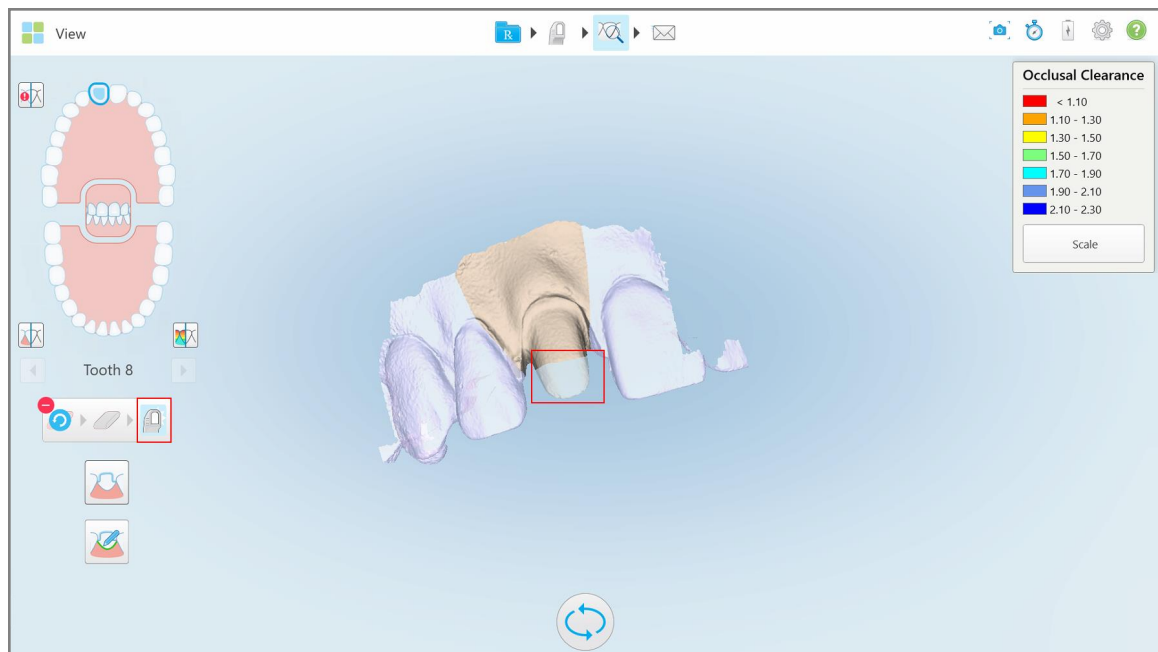 View
R
Occlusal Clearance
< 1.10
1.10 - 1.30
1.30 - 1.50
1.50 - 1.70
1.70 - 1.90
1.90 - 2.10
2.10 - 2.30
Scale
Tooth 8